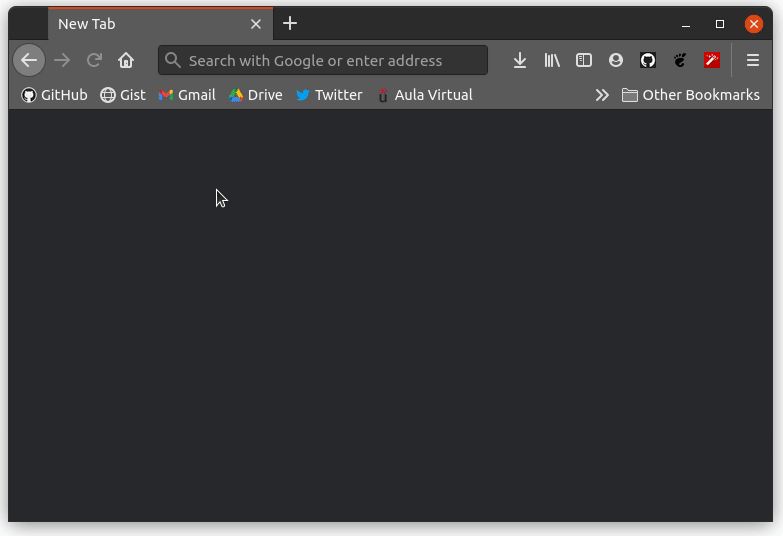 New Tab
Search with Google or enter address
GitHub Gist Gmail Drive Twitter Aula Virtual Other Bookmarks